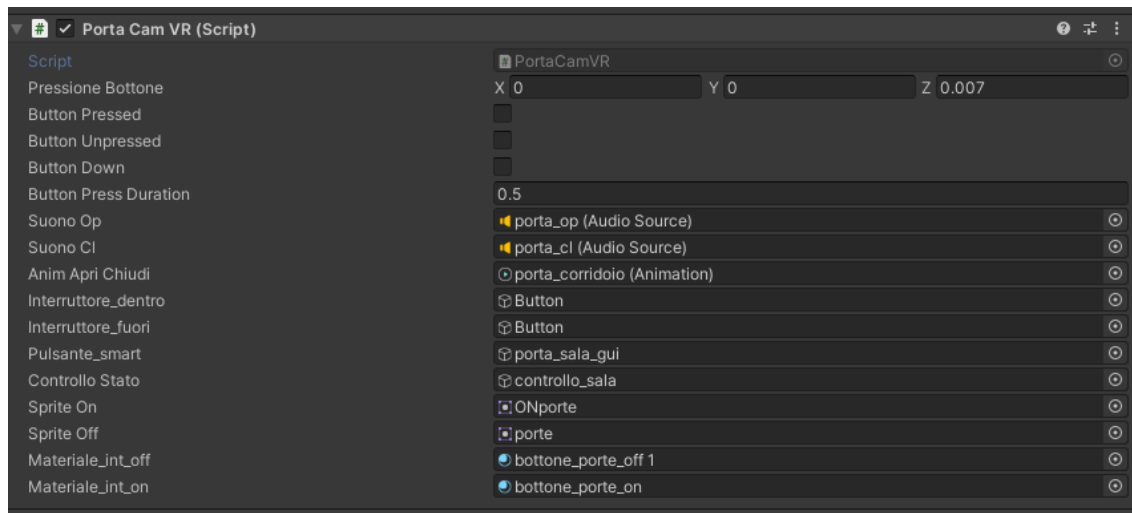 # Porta Cam VR (Script)
Script PortaCamVR
Pressione Bottone X 0 Y 0 Z 0.007
Button Pressed
Button Unpressed
Button Down
Button Press Duration 0.5
Suono Op porta_op (Audio Source)
Suono Cl porta_cl (Audio Source)
Anim Apri Chiudi porta_corridoio (Animation)
Interruttore_dentro Button
Interruttore_fuori Button
Pulsante_smart porta_sala_gui
Controllo Stato controllo_sala
Sprite On ONporte
Sprite Off porte
Materiale_int_off bottone_porte_off 1
Materiale_int_on bottone_porte_on